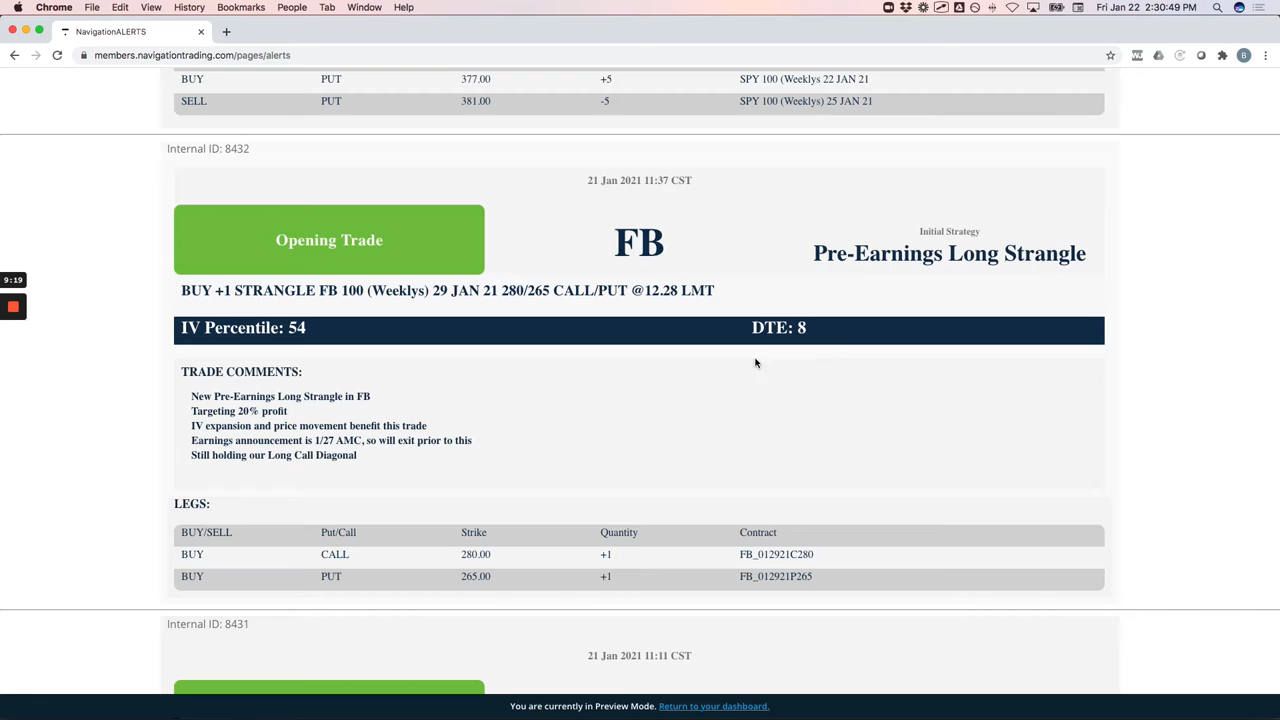 Chrome File Edit View History Bookmarks People Tab Window Help Fri Jan 22 2:30:49 PM
NavigationALERTS
members.navigationtrading.com/pages/alerts
B
BUY PUT 377.00 +5 SPY 100 (Weeklys 22 JAN 21
SELL PUT 381.00 -5 SPY 100 (Weeklys) 25 JAN 21
Internal ID: 8432
21 Jan 2021 11:37 CST
Opening Trade
FB
Initial Strategy
Pre-Earnings Long Strangle
9:19
BUY +1 STRANGLE FB 100 (Weeklys) 29 JAN 21 280/265 CALL/PUT @12.28 LMT
IV Percentile: 54 DTE: 8
TRADE COMMENTS:
New Pre-Earnings Long Strangle in FB
Targeting 20% profit
IV expansion and price movement benefit this trade
Earnings announcement is 1/27 AMC, so will exit prior to this
Still holding our Long Call Diagonal
LEGS:
BUY/SELL Put/Call Strike Quantity Contract
BUY CALL 280.00 +1 FB_012921C280
BUY PUT 265.00 +1 FB_012921P265
Internal ID: 8431
21 Jan 2021 11:11 CST
You are currently in Preview Mode. Return to your dashboard.